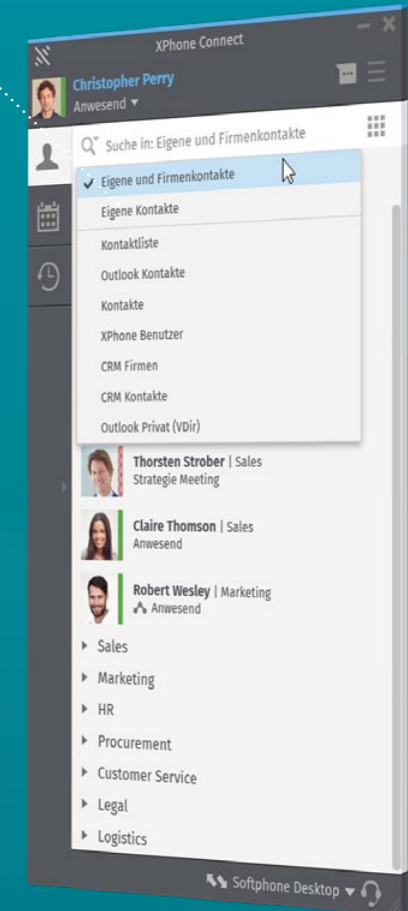 XPhone Connect
Christopher Perry
Anwesend
Suche in: Eigene und Firmenkontakte
Eigene und Firmenkontakte
Eigene Kontakte
Kontaktliste
Outlook Kontakte
Kontakte
XPhone Benutzer
CRM Firmen
CRM Kontakte
Outlook Privat (VDir)
Thorsten Strober | Sales
Strategie Meeting
Claire Thomson | Sales
Anwesend
Robert Wesley | Marketing
Anwesend
Sales
Marketing
HR
Procurement
Customer Service
Legal
Logistics
Softphone Desktop